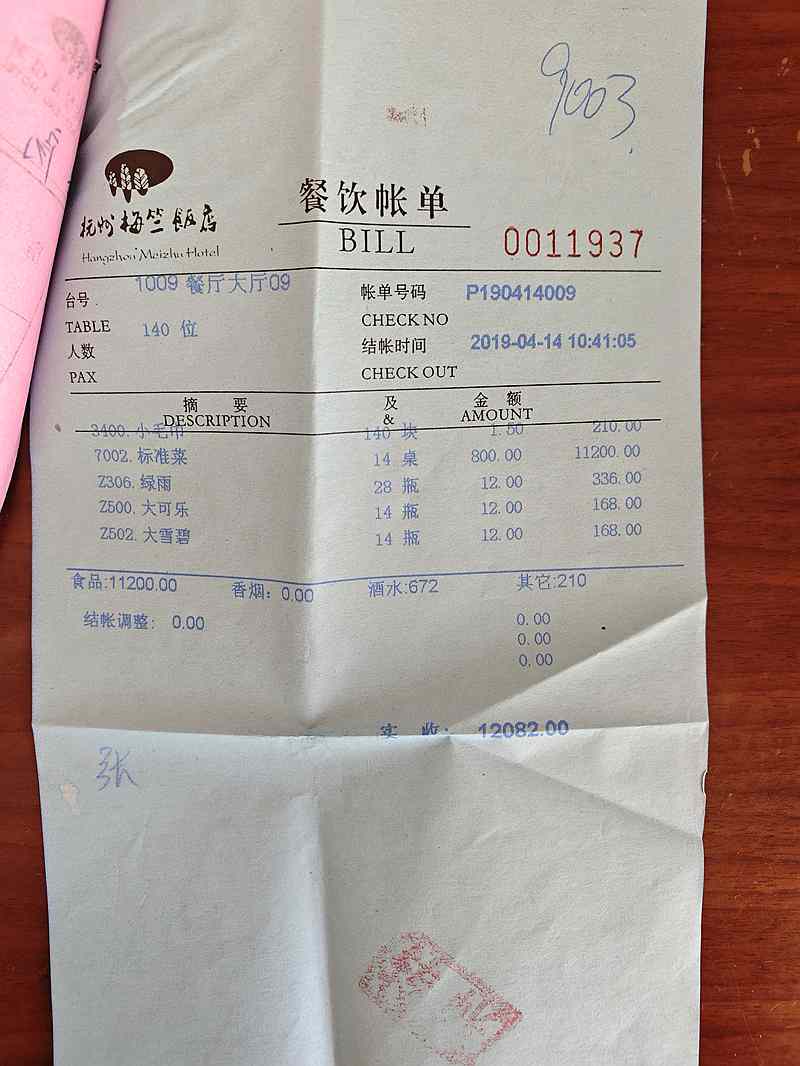 9003
杭州梅竺饭店
Hangzhou Meizhu Hotel
餐饮帐单
BILL
0011937
台号 1009 餐厅大厅09
帐单号码 P190414009
TABLE
CHECK NO
人数 140 位
结帐时间 2019-04-14 10:41:05
PAX
CHECK OUT
摘 要 及 金 额
DESCRIPTION & AMOUNT
3400. 小毛巾 140 块 1.50 210.00
7002. 标准菜 14 桌 800.00 11200.00
Z306. 绿雨 28 瓶 12.00 336.00
Z500. 大可乐 14 瓶 12.00 168.00
Z502. 大雪碧 14 瓶 12.00 168.00
食品:11200.00 香烟: 0.00 酒水:672 其它:210
结帐调整: 0.00 0.00
0.00
0.00
实 收: 12082.00
张